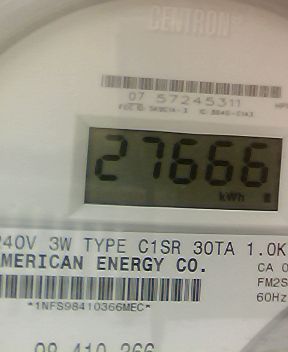 CENTRON®
07 57245311
27666
kWh
240V 3W TYPE C1SR 30TA 1.0K
AMERICAN ENERGY CO.
CA 0
FM2S
*1NFS98410366MEC*
60Hz
98 410 366